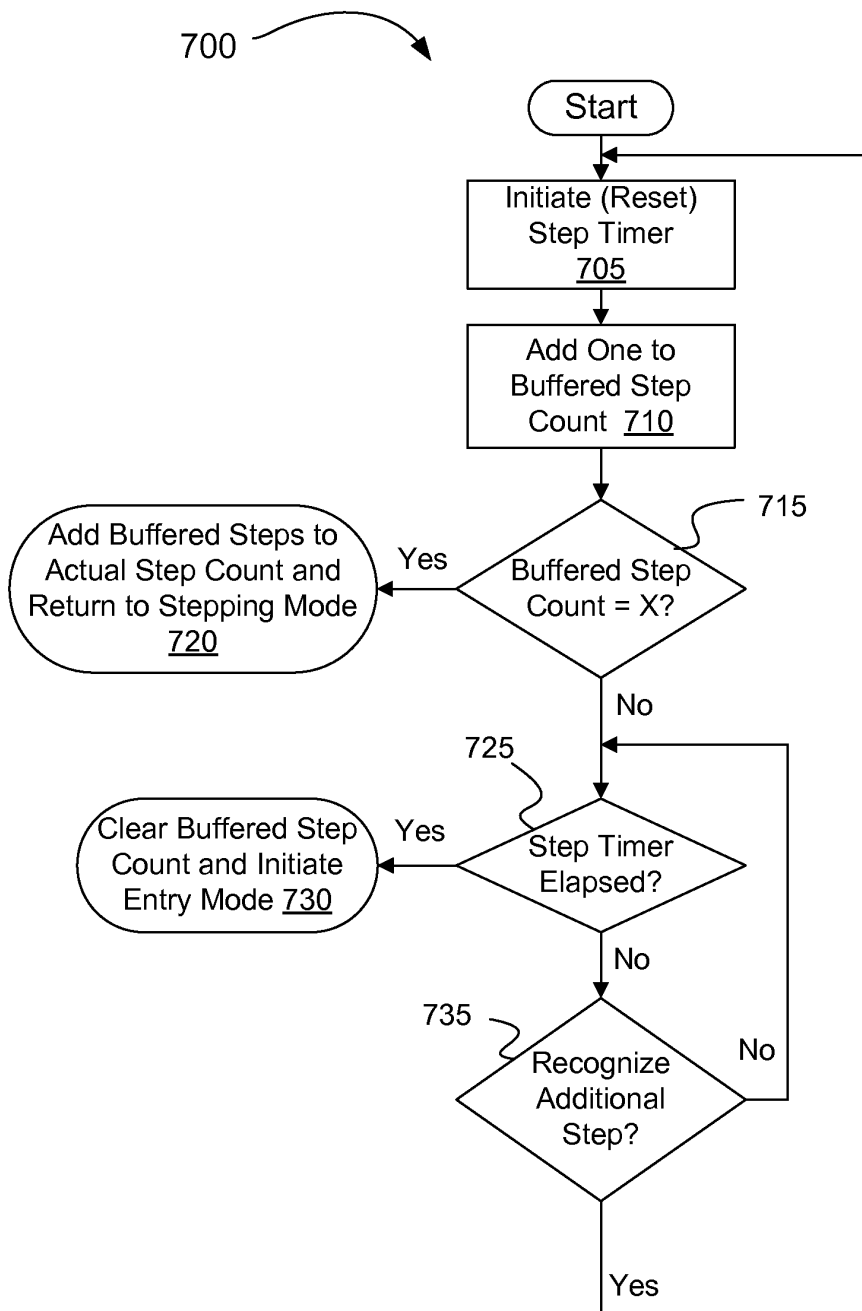 700
Start
Initiate (Reset)
Step Timer
705
Add One to
Buffered Step
Count 710
715
Buffered Step
Count = X?
Yes
Add Buffered Steps to
Actual Step Count and
Return to Stepping Mode
720
No
725
Step Timer
Elapsed?
Yes
Clear Buffered Step
Count and Initiate
Entry Mode 730
No
735
Recognize
Additional
Step?
No
Yes